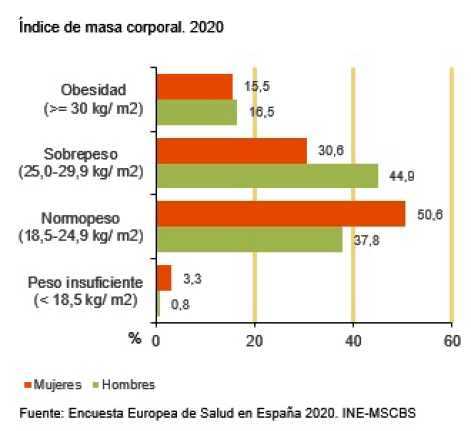 Índice de masa corporal. 2020
Obesidad
(>= 30 kg/ m2)
15,5
16,5
Sobrepeso
(25,0-29,9 kg/ m2)
30,6
44,9
Normopeso
(18,5-24,9 kg/ m2)
50,6
37,8
Peso insuficiente
(< 18,5 kg/ m2)
3,3
0,8
% 0 20 40 60
Mujeres Hombres
Fuente: Encuesta Europea de Salud en España 2020. INE-MSCBS